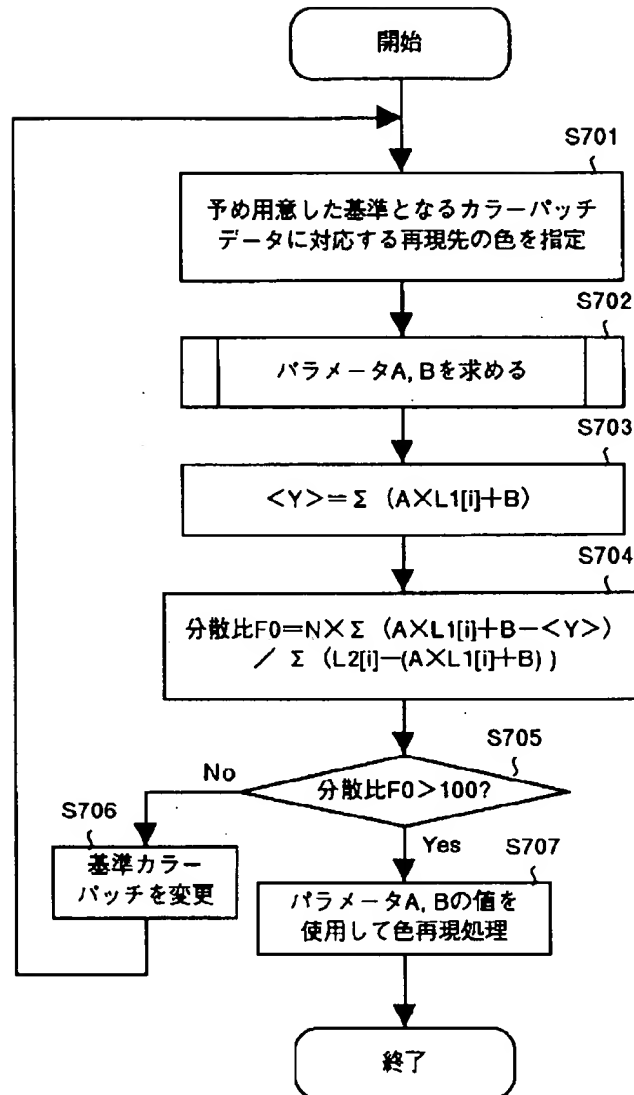 開始
S701
予め用意した基準となるカラーパッチ
データに対応する再現先の色を指定
S702
パラメータA, Bを求める
S703
<Y>=Σ (A×L1[i]+B)
S704
分散比F0=N×Σ (A×L1[i]+B−<Y>)
/ Σ (L2[i]−(A×L1[i]+B) )
S705
分散比F0>100?
No
Yes
S706
基準カラー
パッチを変更
S707
パラメータA, Bの値を
使用して色再現処理
終了